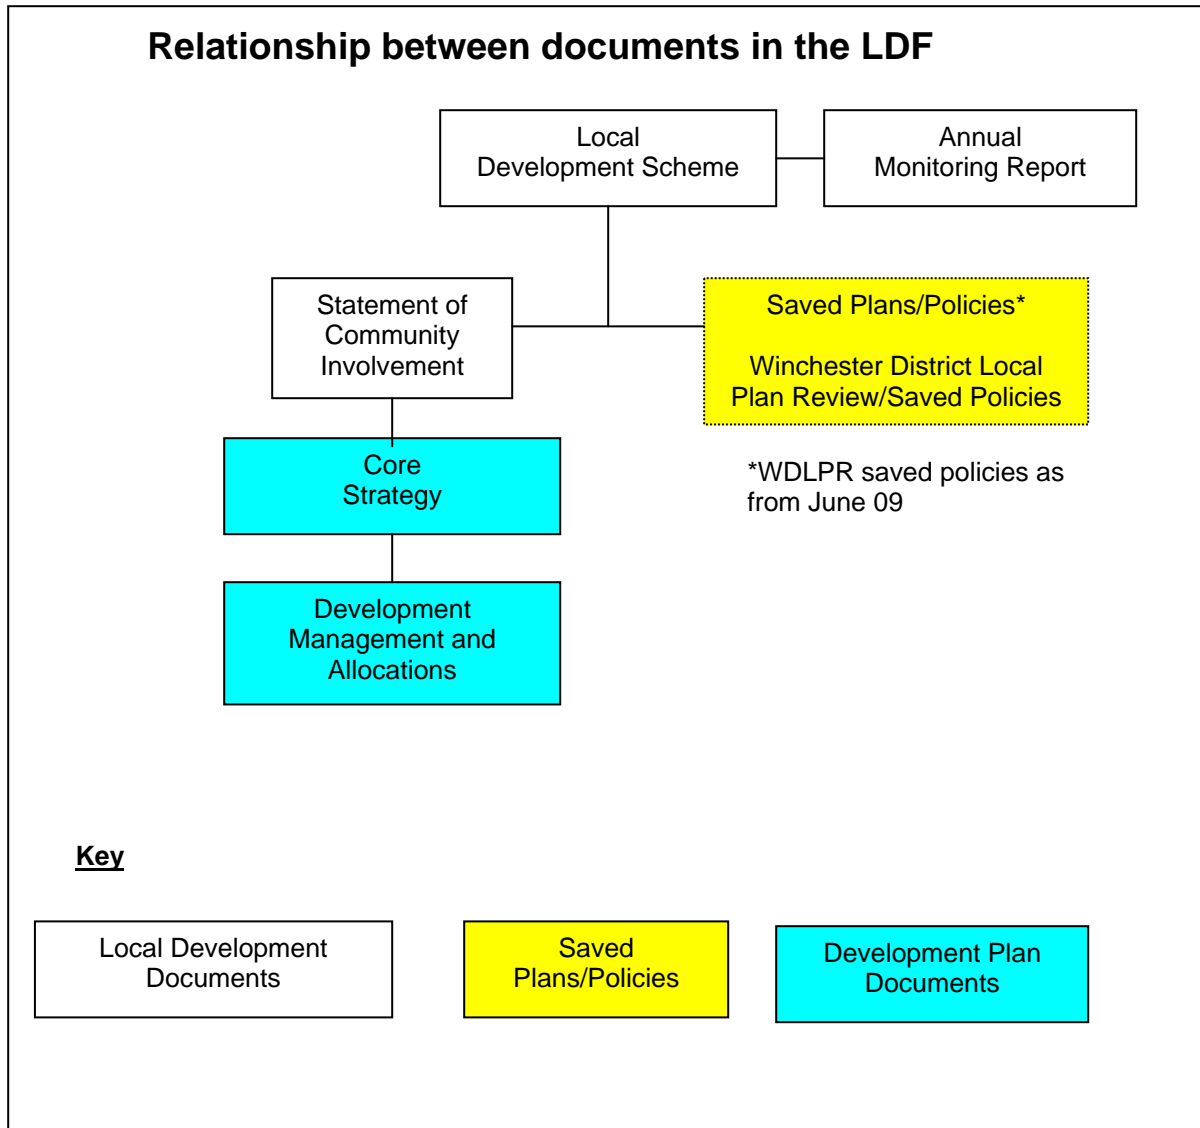 Relationship between documents in the LDF
Local
Development Scheme
Annual
Monitoring Report
Statement of
Community
Involvement
Saved Plans/Policies*
Winchester District Local
Plan Review/Saved Policies
Core
Strategy
*WDLPR saved policies as
from June 09
Development
Management and
Allocations
Key
Local Development
Documents
Saved
Plans/Policies
Development Plan
Documents